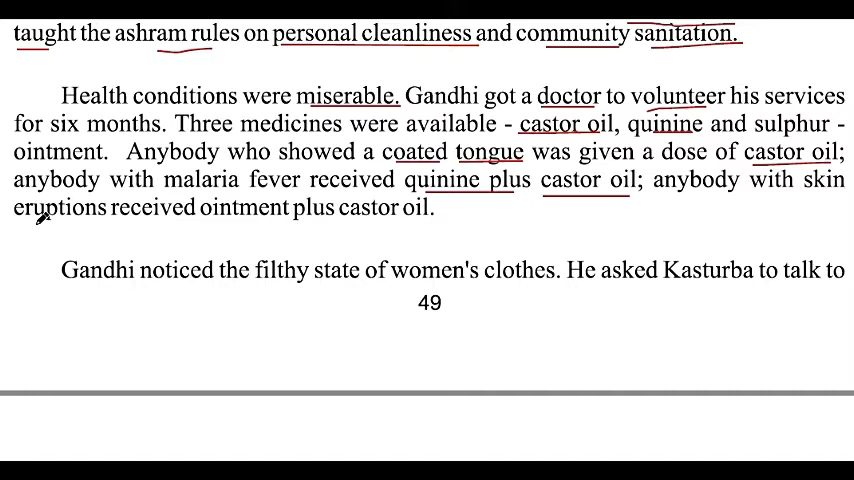 taught the ashram rules on personal cleanliness and community sanitation.
Health conditions were miserable. Gandhi got a doctor to volunteer his services
for six months. Three medicines were available - castor oil, quinine and sulphur -
ointment. Anybody who showed a coated tongue was given a dose of castor oil;
anybody with malaria fever received quinine plus castor oil; anybody with skin
eruptions received ointment plus castor oil.
Gandhi noticed the filthy state of women's clothes. He asked Kasturba to talk to
49